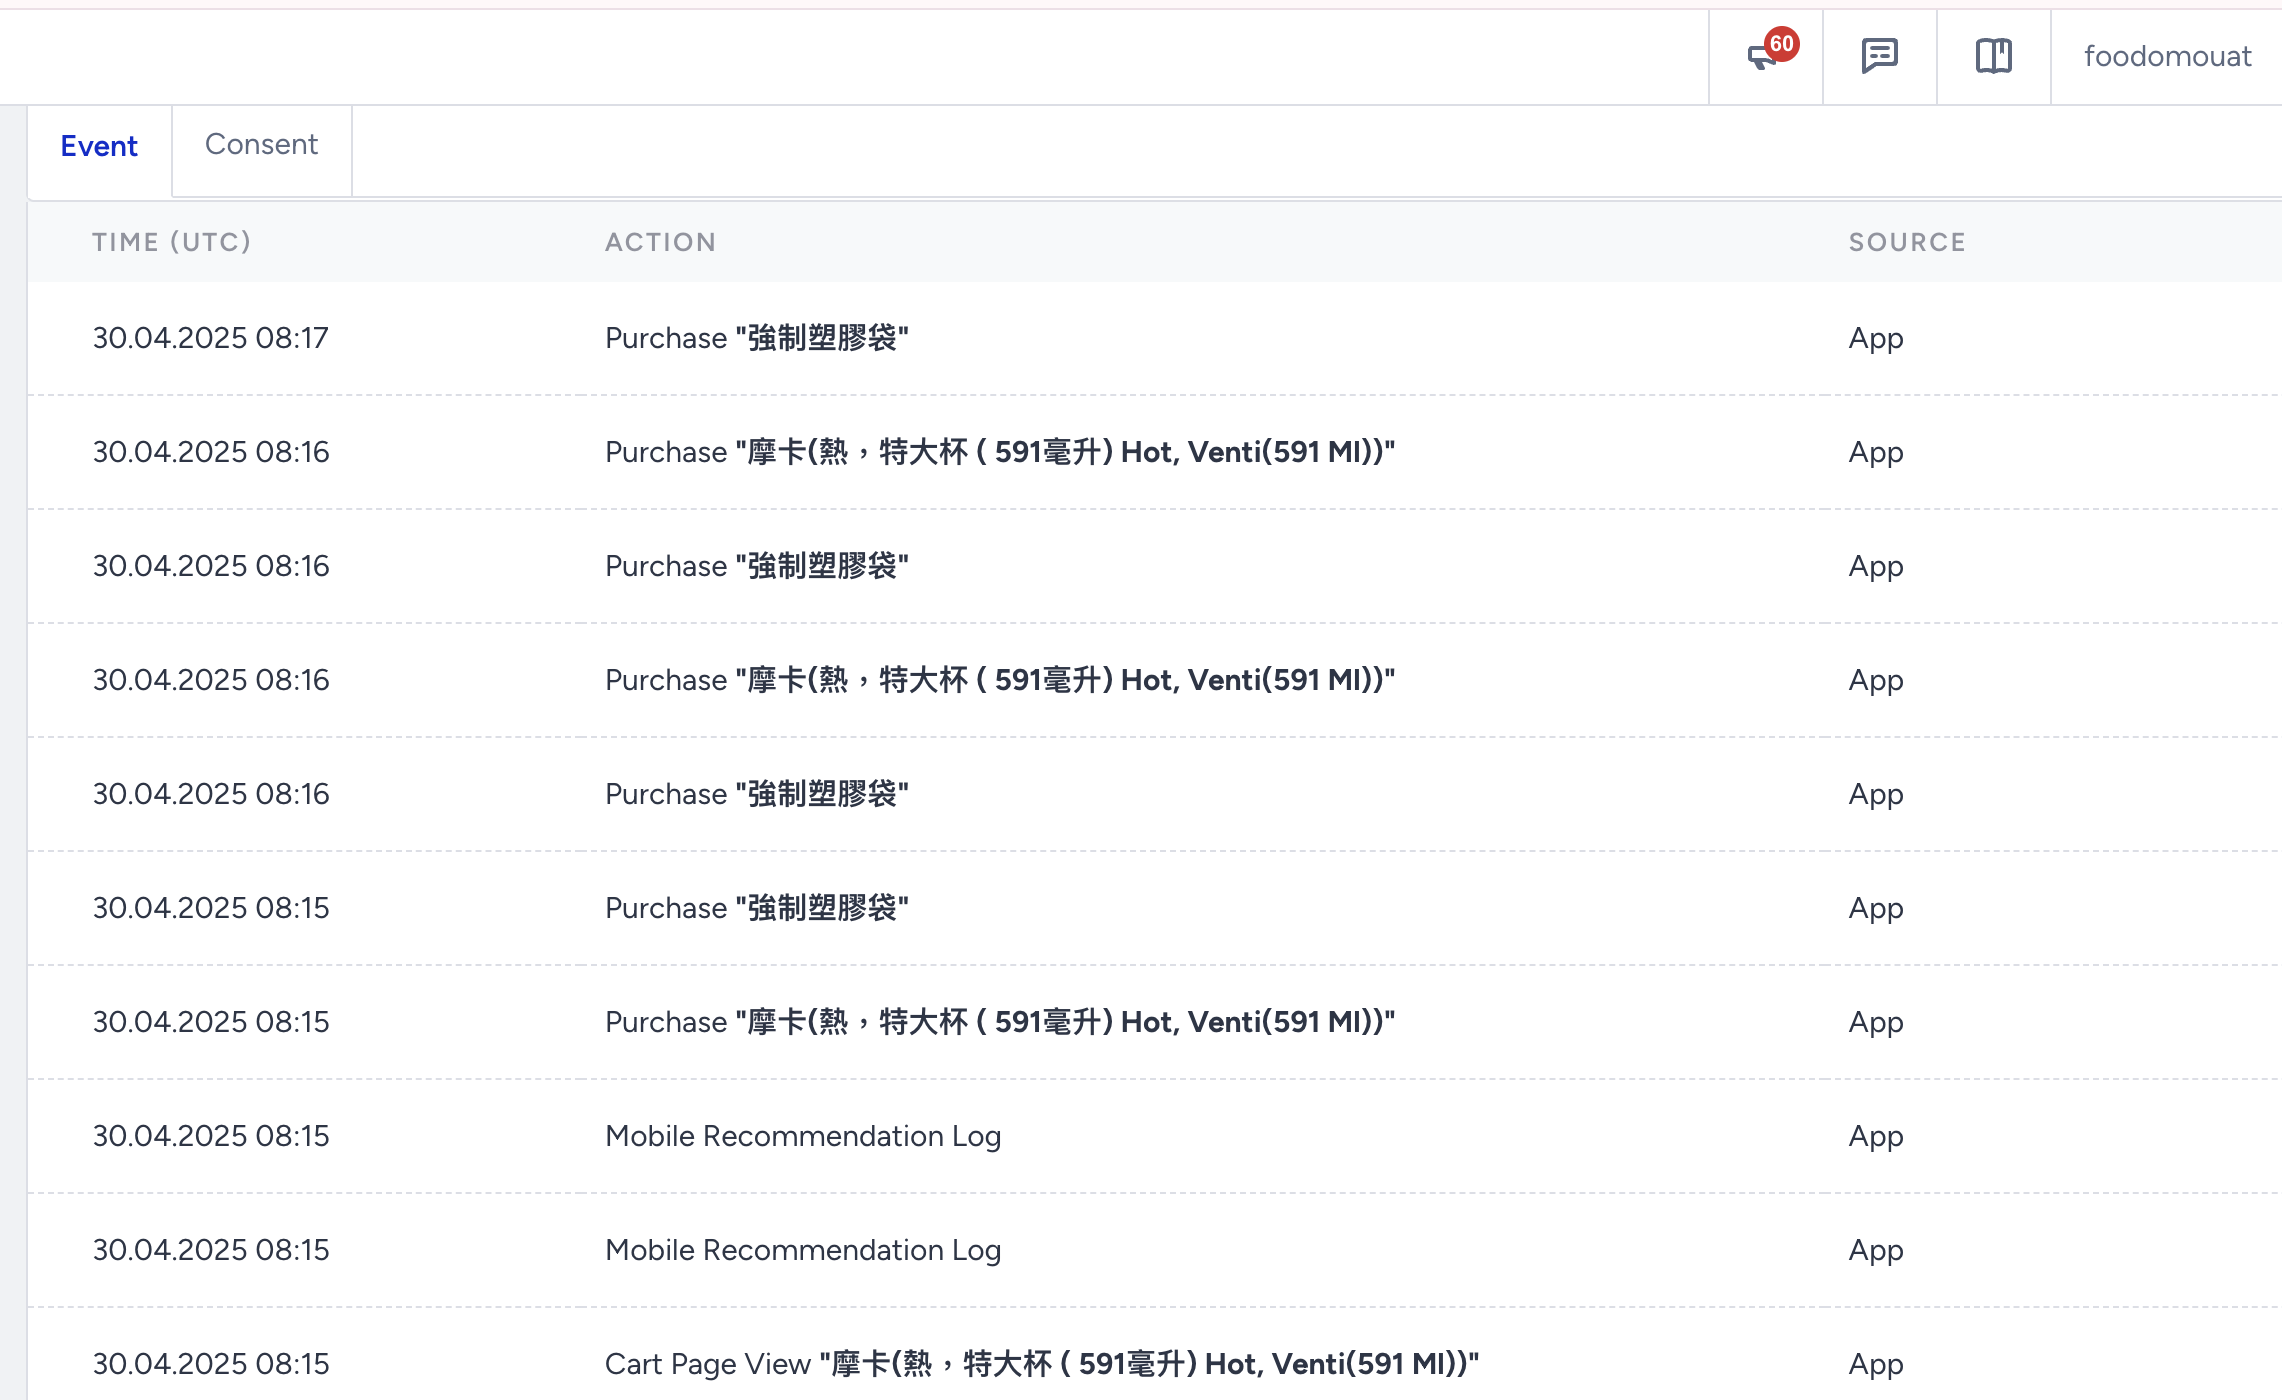 60
foodomouat
Event
Consent
TIME (UTC)
ACTION
SOURCE
30.04.2025 08:17 Purchase "強制塑膠袋" App
30.04.2025 08:16 Purchase "摩卡(熱，特大杯 ( 591毫升) Hot, Venti(591 Ml))" App
30.04.2025 08:16 Purchase "強制塑膠袋" App
30.04.2025 08:16 Purchase "摩卡(熱，特大杯 ( 591毫升) Hot, Venti(591 Ml))" App
30.04.2025 08:16 Purchase "強制塑膠袋" App
30.04.2025 08:15 Purchase "強制塑膠袋" App
30.04.2025 08:15 Purchase "摩卡(熱，特大杯 ( 591毫升) Hot, Venti(591 Ml))" App
30.04.2025 08:15 Mobile Recommendation Log App
30.04.2025 08:15 Mobile Recommendation Log App
30.04.2025 08:15 Cart Page View "摩卡(熱，特大杯 ( 591毫升) Hot, Venti(591 Ml))" App